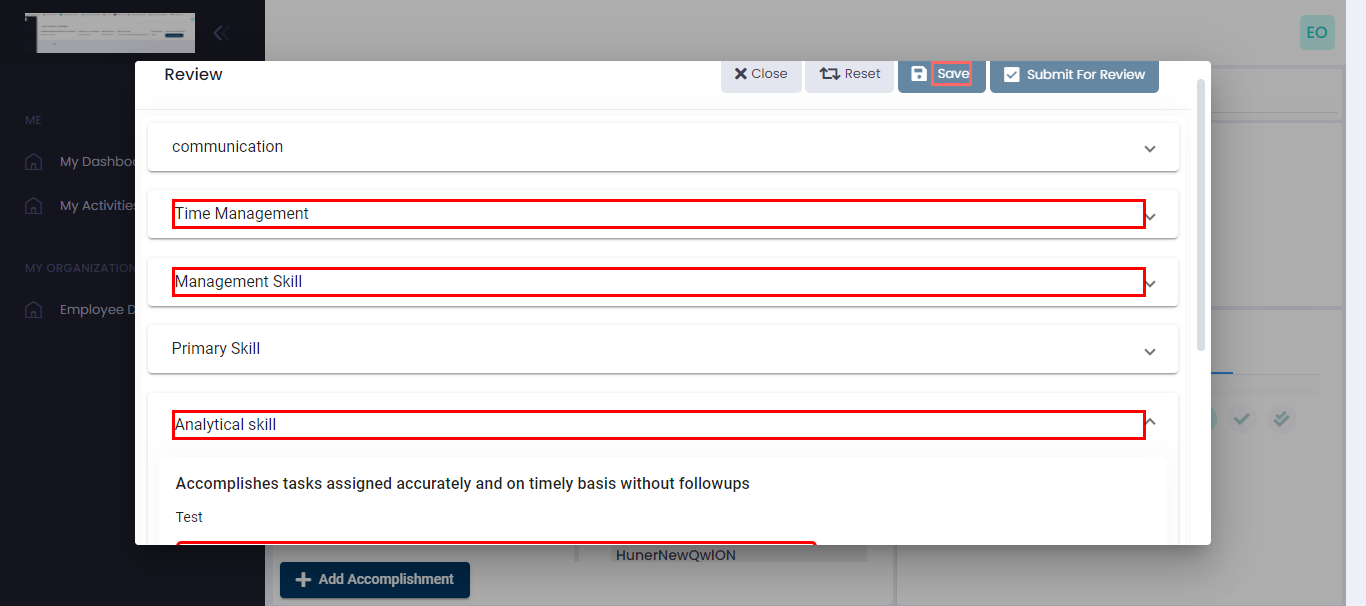 EO
Review
Close
Reset
Save
Submit For Review
ME
communication
My Dashbo
My Activities
Time Management
MY ORGANIZATION
Management Skill
Employee D
Primary Skill
Analytical skill
Accomplishes tasks assigned accurately and on timely basis without followups
Test
HunerNewQwION
Add Accomplishment